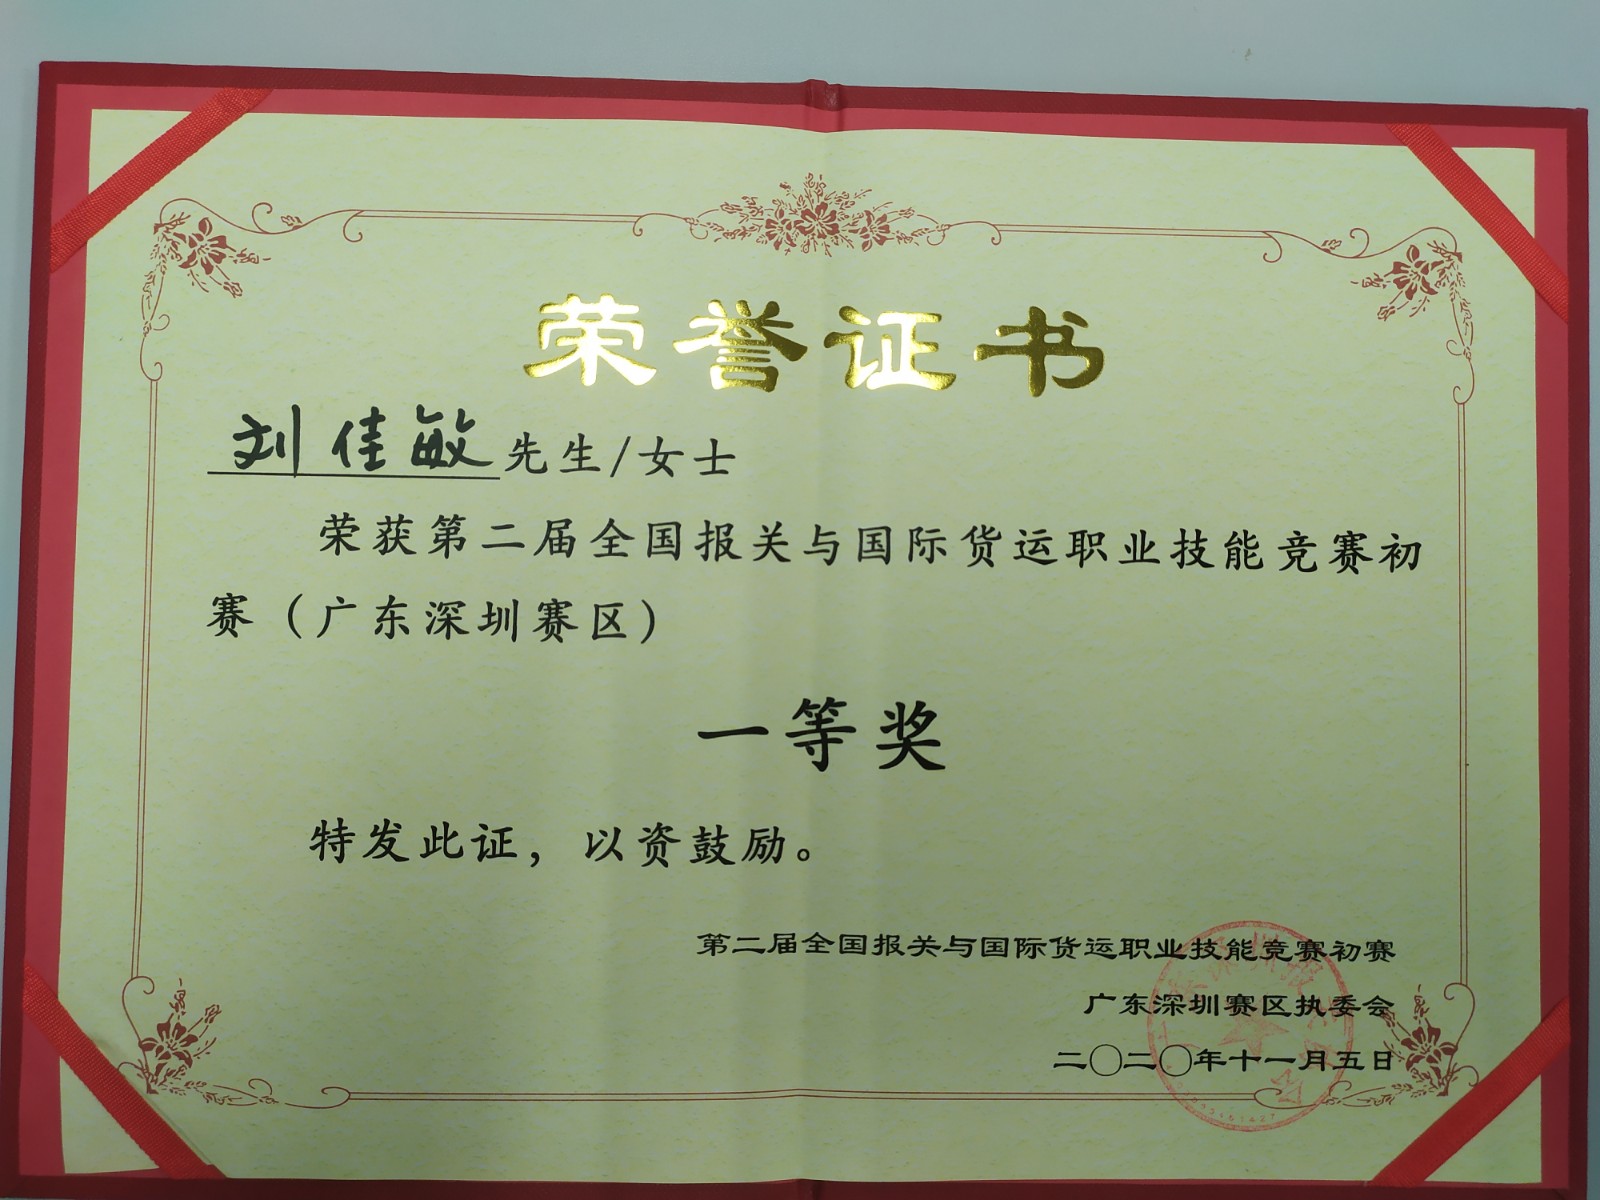 荣誉证书
刘佳敏先生/女士
荣获第二届全国报关与国际货运职业技能竞赛初
赛（广东深圳赛区）
一等奖
特发此证，以资鼓励。
第二届全国报关与国际货运职业技能竞赛初赛
广东深圳赛区执委会
二〇二〇年十一月五日